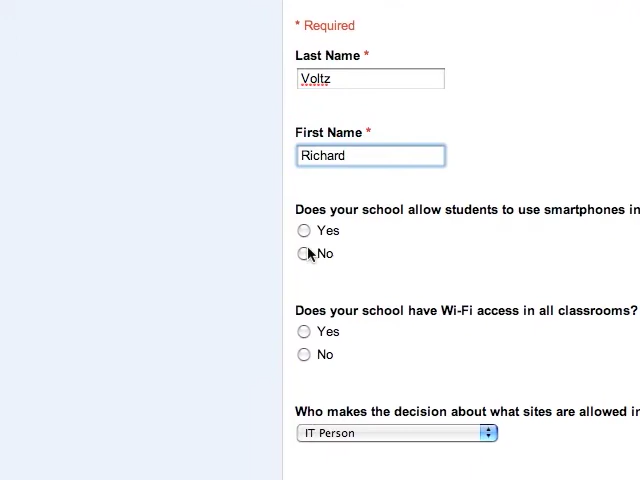 * Required
Last Name *
Voltz
First Name *
Richard
Does your school allow students to use smartphones in
Yes
No
Does your school have Wi-Fi access in all classrooms?
Yes
No
Who makes the decision about what sites are allowed in
IT Person